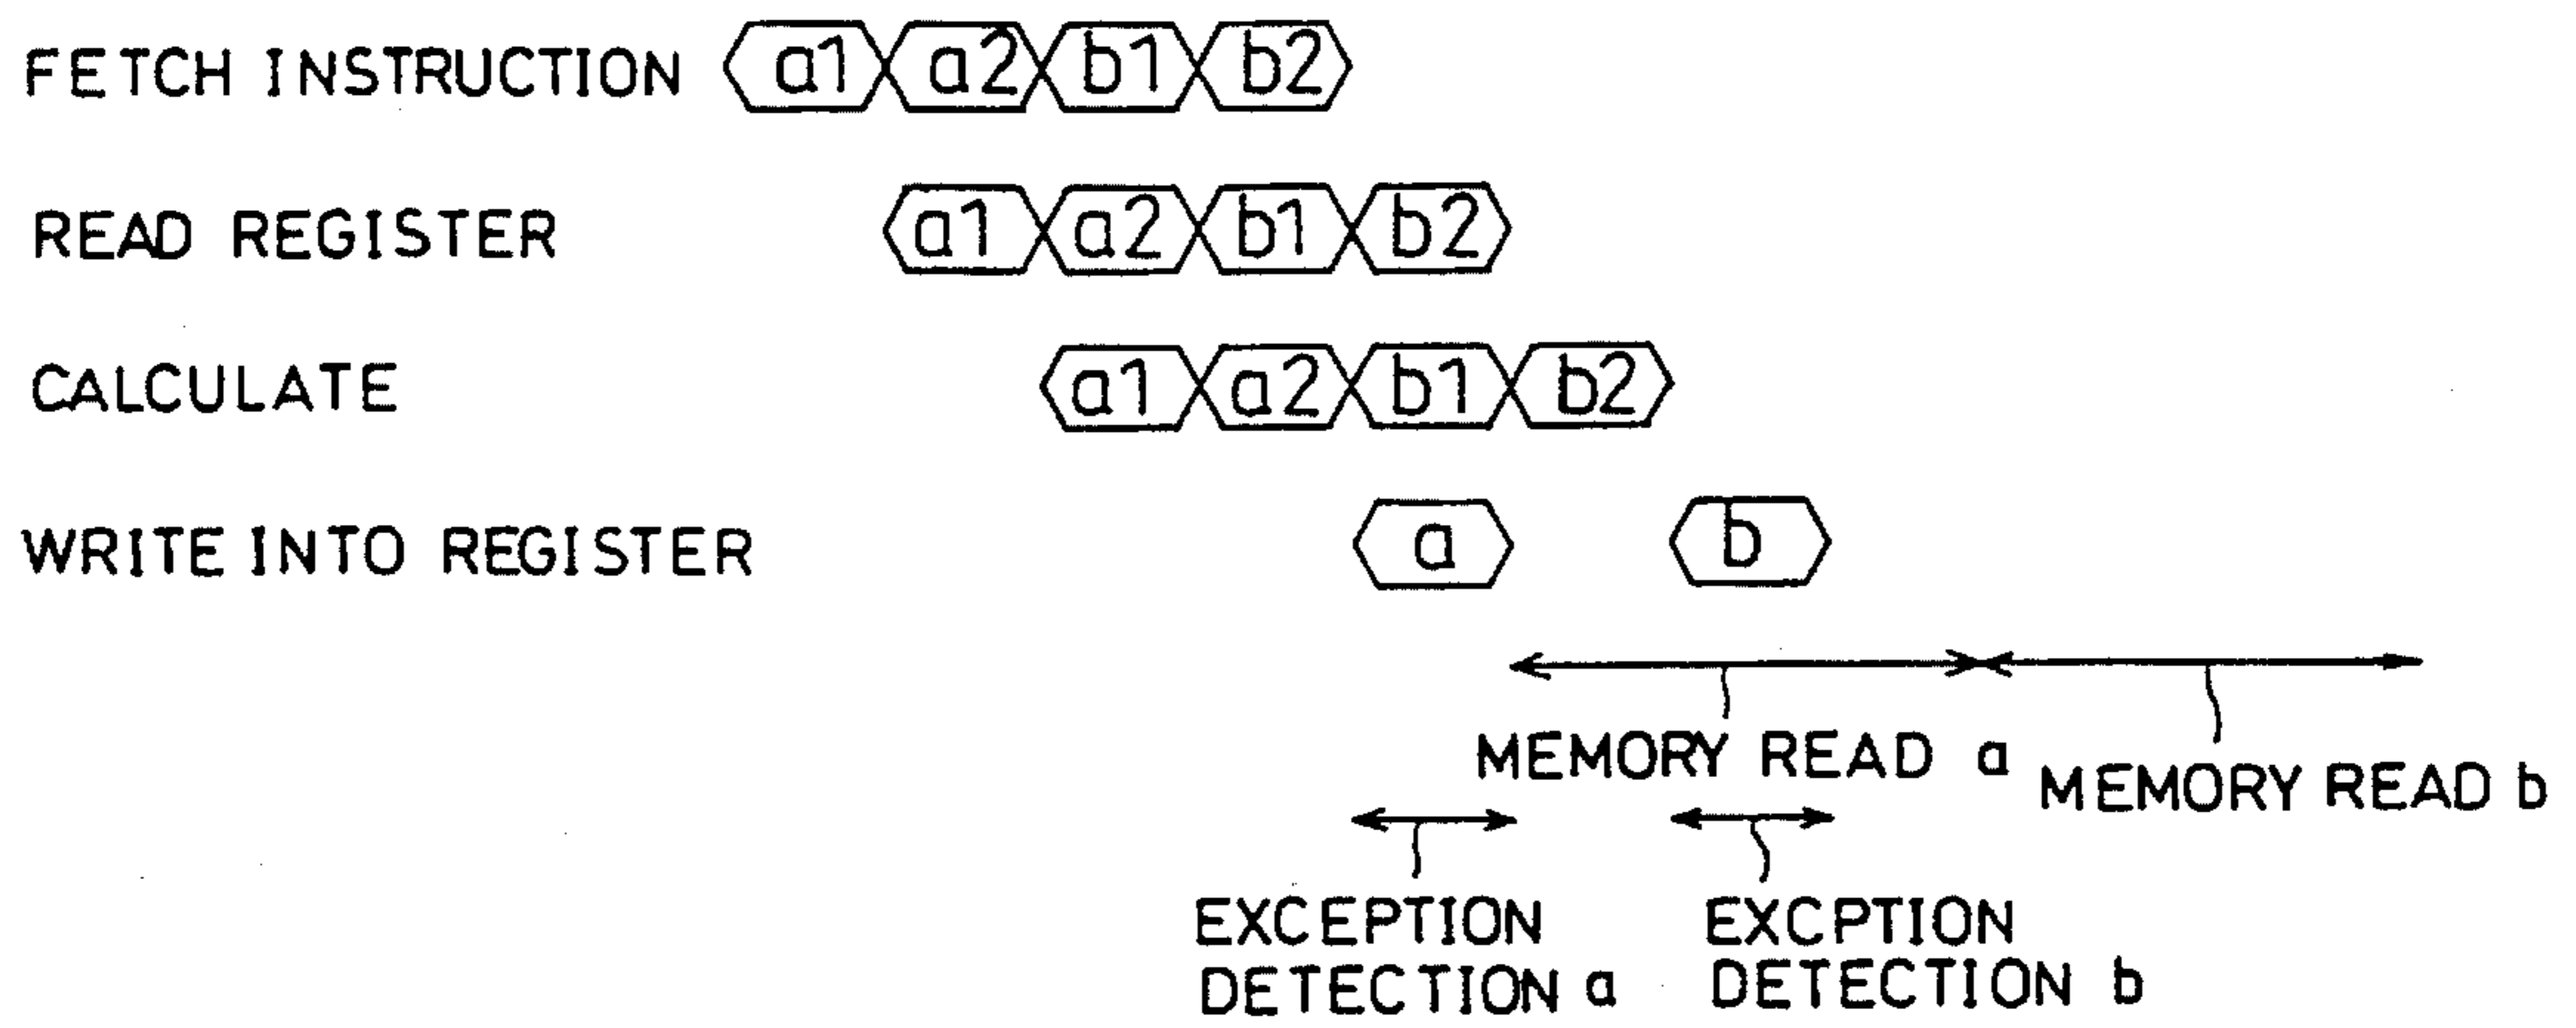 FETCH INSTRUCTION a1 a2 b1 b2
READ REGISTER a1 a2 b1 b2
CALCULATE a1 a2 b1 b2
WRITE INTO REGISTER a b
MEMORY READ a MEMORY READ b
EXCEPTION EXCPTION
DETECTION a DETECTION b